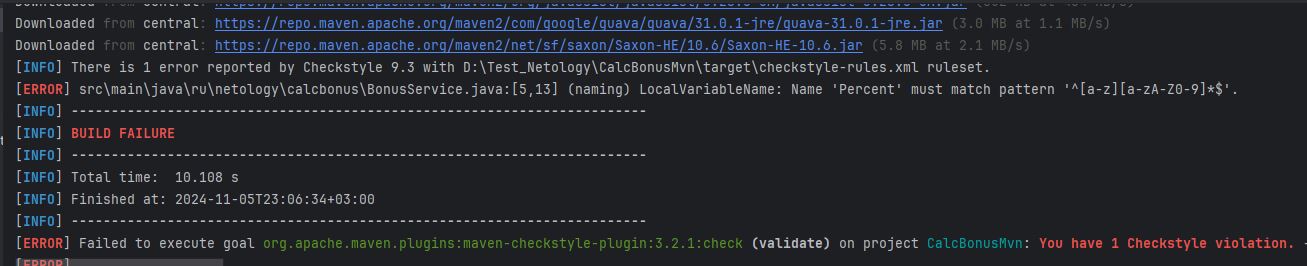 Downloaded from central: https://repo.maven.apache.org/maven2/com/google/guava/guava/31.0.1-jre/guava-31.0.1-jre.jar (3.0 MB at 1.1 MB/s)
Downloaded from central: https://repo.maven.apache.org/maven2/net/sf/saxon/Saxon-HE/10.6/Saxon-HE-10.6.jar (5.8 MB at 2.1 MB/s)
[INFO] There is 1 error reported by Checkstyle 9.3 with D:\Test_Netology\CalcBonusMvn\target\checkstyle-rules.xml ruleset.
[ERROR] src\main\java\ru\netology\calcbonus\BonusService.java:[5,13] (naming) LocalVariableName: Name 'Percent' must match pattern '^[a-z][a-zA-Z0-9]*$'.
[INFO] ------------------------------------------------------------------------
[INFO] BUILD FAILURE
[INFO] ------------------------------------------------------------------------
[INFO] Total time:  10.108 s
[INFO] Finished at: 2024-11-05T23:06:34+03:00
[INFO] ------------------------------------------------------------------------
[ERROR] Failed to execute goal org.apache.maven.plugins:maven-checkstyle-plugin:3.2.1:check (validate) on project CalcBonusMvn: You have 1 Checkstyle violation. -
[ERROR]